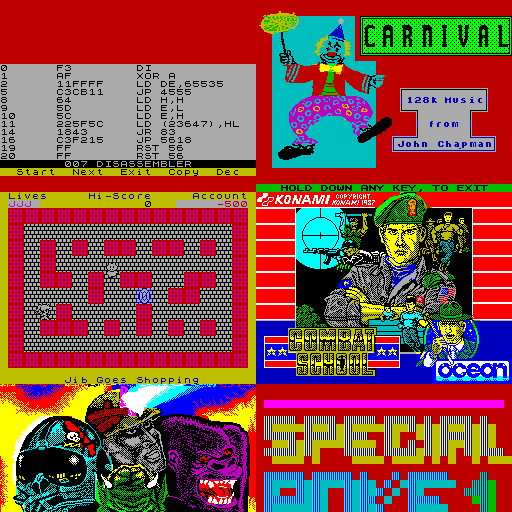 0 F3 DI
1 AF XOR A
2 11FFFF LD DE,65535
5 C3CB11 JP 4555
8 64 LD H,H
9 5D LD E,L
10 5C LD E,H
11 225F5C LD (23647),HL
14 1843 JR 83
16 C3F215 JP 5618
19 FF RST 56
20 FF RST 56
007 DISASSEMBLER
Start Next Exit Copy Dec
CARNIVAL
128k Music
from
John Chapman
Lives Hi-Score Account
JJJ 0 -500
Jib Goes Shopping
HOLD DOWN ANY KEY, TO EXIT
KONAMI COPYRIGHT
KONAMI 1987
COMBAT
SCHOOL
ocean
SPECIAL